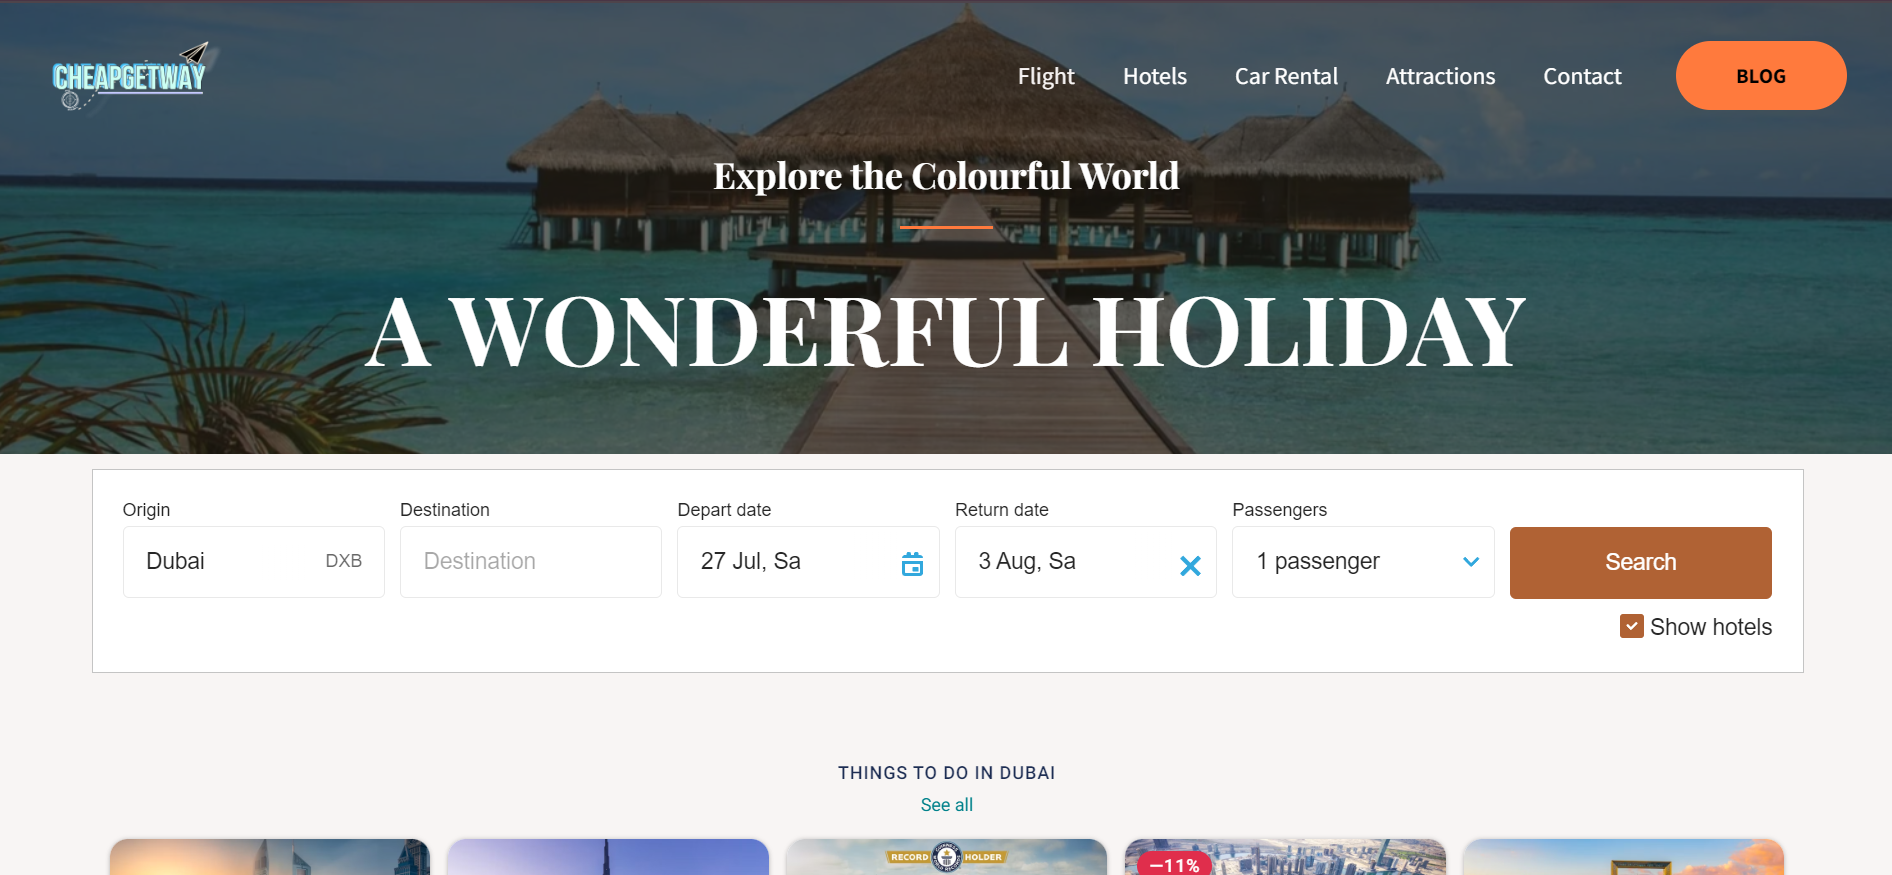 CHEAPGETWAY
Flight
Hotels
Car Rental
Attractions
Contact
BLOG
Explore the Colourful World
A WONDERFUL HOLIDAY
Origin
Destination
Depart date
Return date
Passengers
Dubai DXB
Destination
27 Jul, Sa
3 Aug, Sa
1 passenger
Search
Show hotels
THINGS TO DO IN DUBAI
See all
RECORD HOLDER
–11%